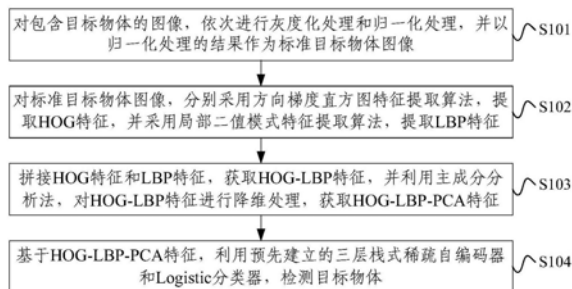 对包含目标物体的图像，依次进行灰度化处理和归一化处理，并以
归一化处理的结果作为标准目标物体图像
S101
对标准目标物体图像，分别采用方向梯度直方图特征提取算法，提
取HOG特征，并采用局部二值模式特征提取算法，提取LBP特征
S102
拼接HOG特征和LBP特征，获取HOG-LBP特征，并利用主成分分
析法，对HOG-LBP特征进行降维处理，获取HOG-LBP-PCA特征
S103
基于HOG-LBP-PCA特征，利用预先建立的三层栈式稀疏自编码器
和Logistic分类器，检测目标物体
S104